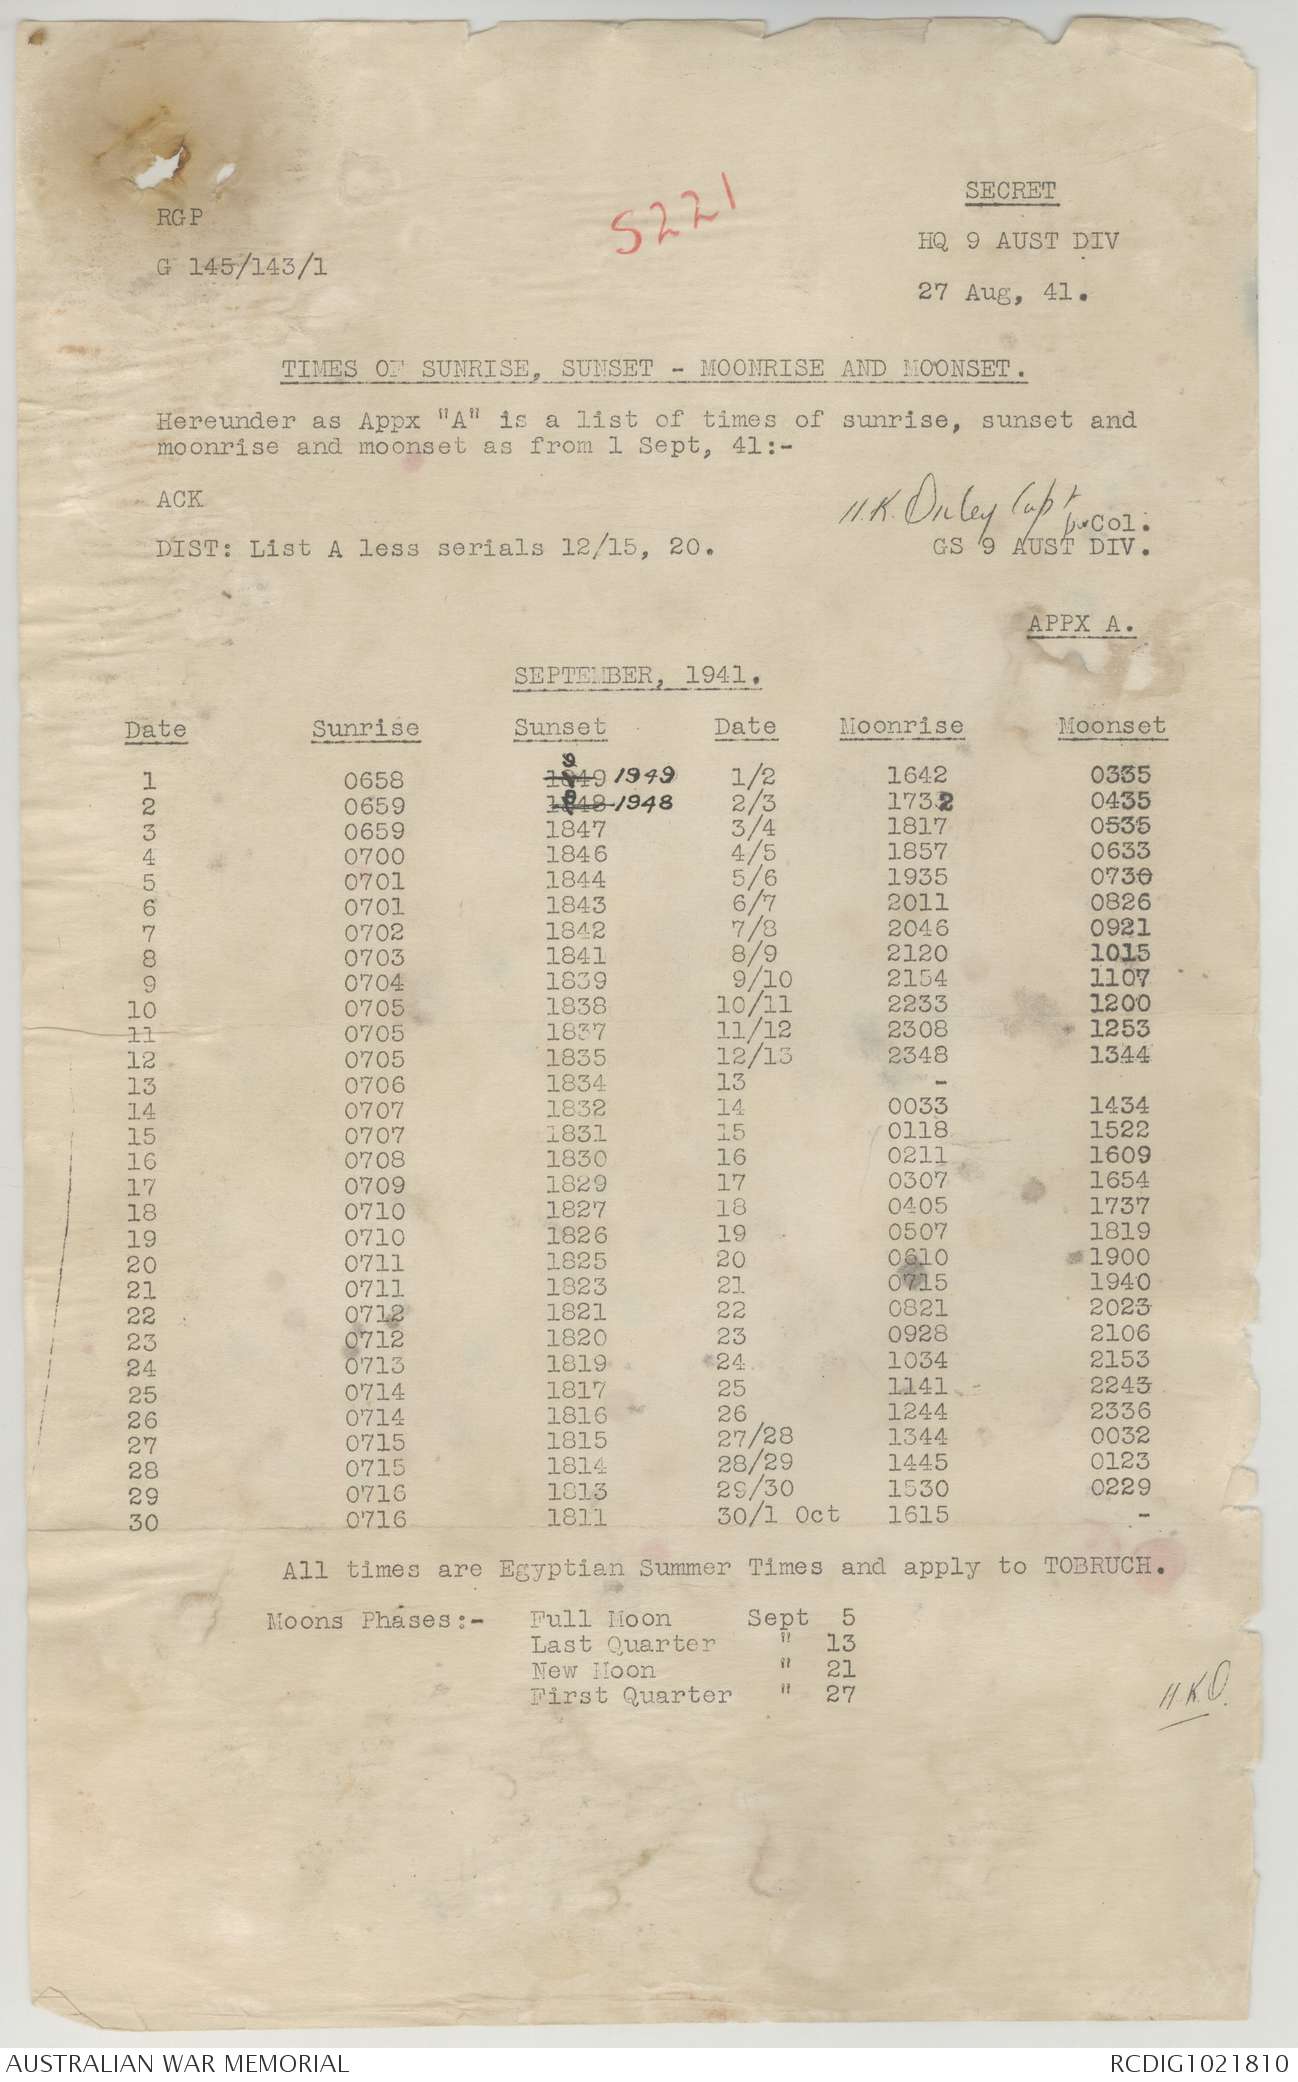 SECRET
RGP
S221
HQ 9 AUST DIV
G 145/143/1
27 Aug, 41.
TIMES OF SUNRISE, SUNSET - MOONRISE AND MOONSET.
Hereunder as Appx "A" is a list of times of sunrise, sunset and
moonrise and moonset as from 1 Sept, 41:-
ACK
H.K. Oxley Capt
for Col.
DIST: List A less serials 12/15, 20. GS 9 AUST DIV.
APPX A.
SEPTEMBER, 1941.
Date Sunrise Sunset Date Moonrise Moonset
1 0658 1849 1949 1/2 1642 0335
2 0659 1848 1948 2/3 1732 0435
3 0659 1847 3/4 1817 0535
4 0700 1846 4/5 1857 0633
5 0701 1844 5/6 1935 0730
6 0701 1843 6/7 2011 0826
7 0702 1842 7/8 2046 0921
8 0703 1841 8/9 2120 1015
9 0704 1839 9/10 2154 1107
10 0705 1838 10/11 2233 1200
11 0705 1837 11/12 2308 1253
12 0705 1835 12/13 2348 1344
13 0706 1834 13 -
14 0707 1832 14 0033 1434
15 0707 1831 15 0118 1522
16 0708 1830 16 0211 1609
17 0709 1829 17 0307 1654
18 0710 1827 18 0405 1737
19 0710 1826 19 0507 1819
20 0711 1825 20 0610 1900
21 0711 1823 21 0715 1940
22 0712 1821 22 0821 2023
23 0712 1820 23 0928 2106
24 0713 1819 24 1034 2153
25 0714 1817 25 1141 2243
26 0714 1816 26 1244 2336
27 0715 1815 27/28 1344 0032
28 0715 1814 28/29 1445 0123
29 0716 1813 29/30 1530 0229
30 0716 1811 30/1 Oct 1615 -
All times are Egyptian Summer Times and apply to TOBRUCH.
Moons Phases:- Full Moon Sept 5
Last Quarter " 13
New Moon " 21
First Quarter " 27
H.K.O.
AUSTRALIAN WAR MEMORIAL RCDIG1021810